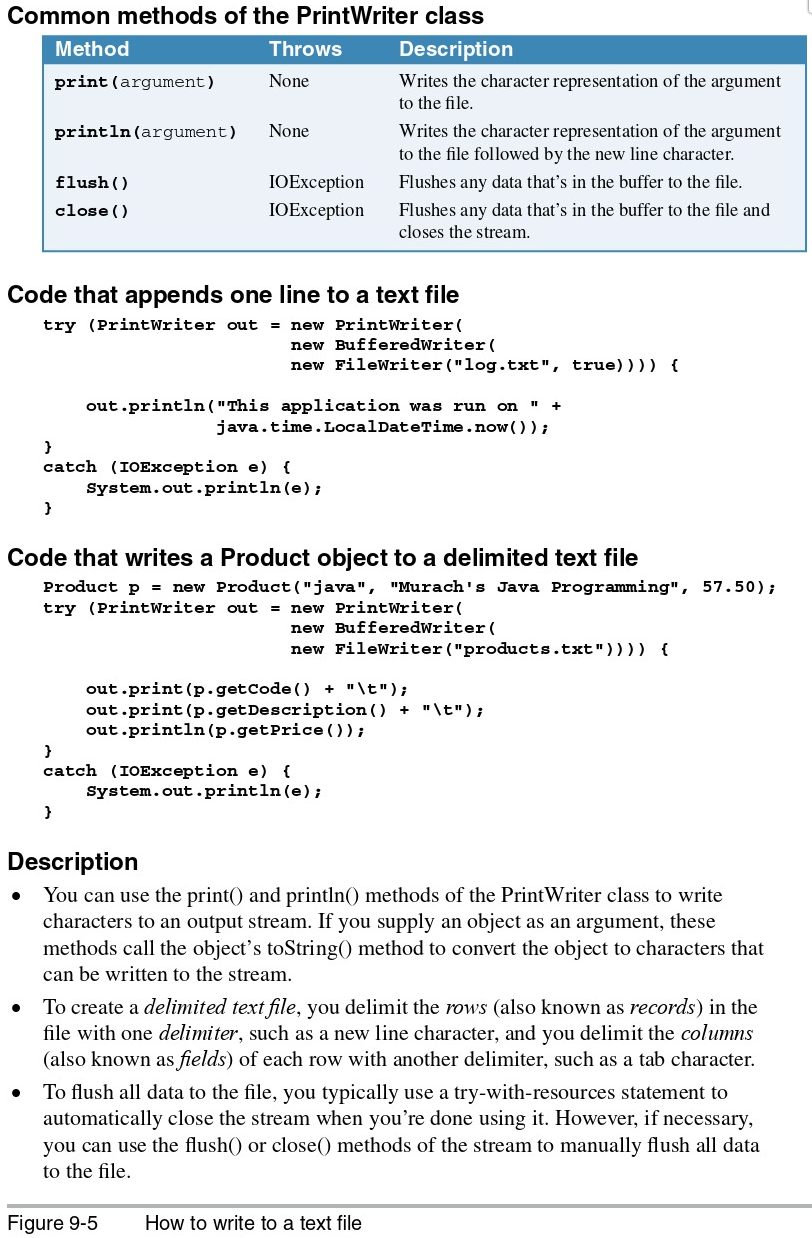 Common methods of the PrintWriter class
Method Throws Description
print(argument) None Writes the character representation of the argument
to the file.
println(argument) None Writes the character representation of the argument
to the file followed by the new line character.
flush() IOException Flushes any data that's in the buffer to the file.
close() IOException Flushes any data that's in the buffer to the file and
closes the stream.
Code that appends one line to a text file
try (PrintWriter out = new PrintWriter(
                       new BufferedWriter(
                       new FileWriter("log.txt", true)))) {

    out.println("This application was run on " +
                java.time.LocalDateTime.now());
}
catch (IOException e) {
    System.out.println(e);
}
Code that writes a Product object to a delimited text file
Product p = new Product("java", "Murach's Java Programming", 57.50);
try (PrintWriter out = new PrintWriter(
                       new BufferedWriter(
                       new FileWriter("products.txt")))) {

    out.print(p.getCode() + "\t");
    out.print(p.getDescription() + "\t");
    out.println(p.getPrice());
}
catch (IOException e) {
    System.out.println(e);
}
Description
• You can use the print() and println() methods of the PrintWriter class to write
characters to an output stream. If you supply an object as an argument, these
methods call the object's toString() method to convert the object to characters that
can be written to the stream.
• To create a delimited text file, you delimit the rows (also known as records) in the
file with one delimiter, such as a new line character, and you delimit the columns
(also known as fields) of each row with another delimiter, such as a tab character.
• To flush all data to the file, you typically use a try-with-resources statement to
automatically close the stream when you're done using it. However, if necessary,
you can use the flush() or close() methods of the stream to manually flush all data
to the file.
Figure 9-5 How to write to a text file